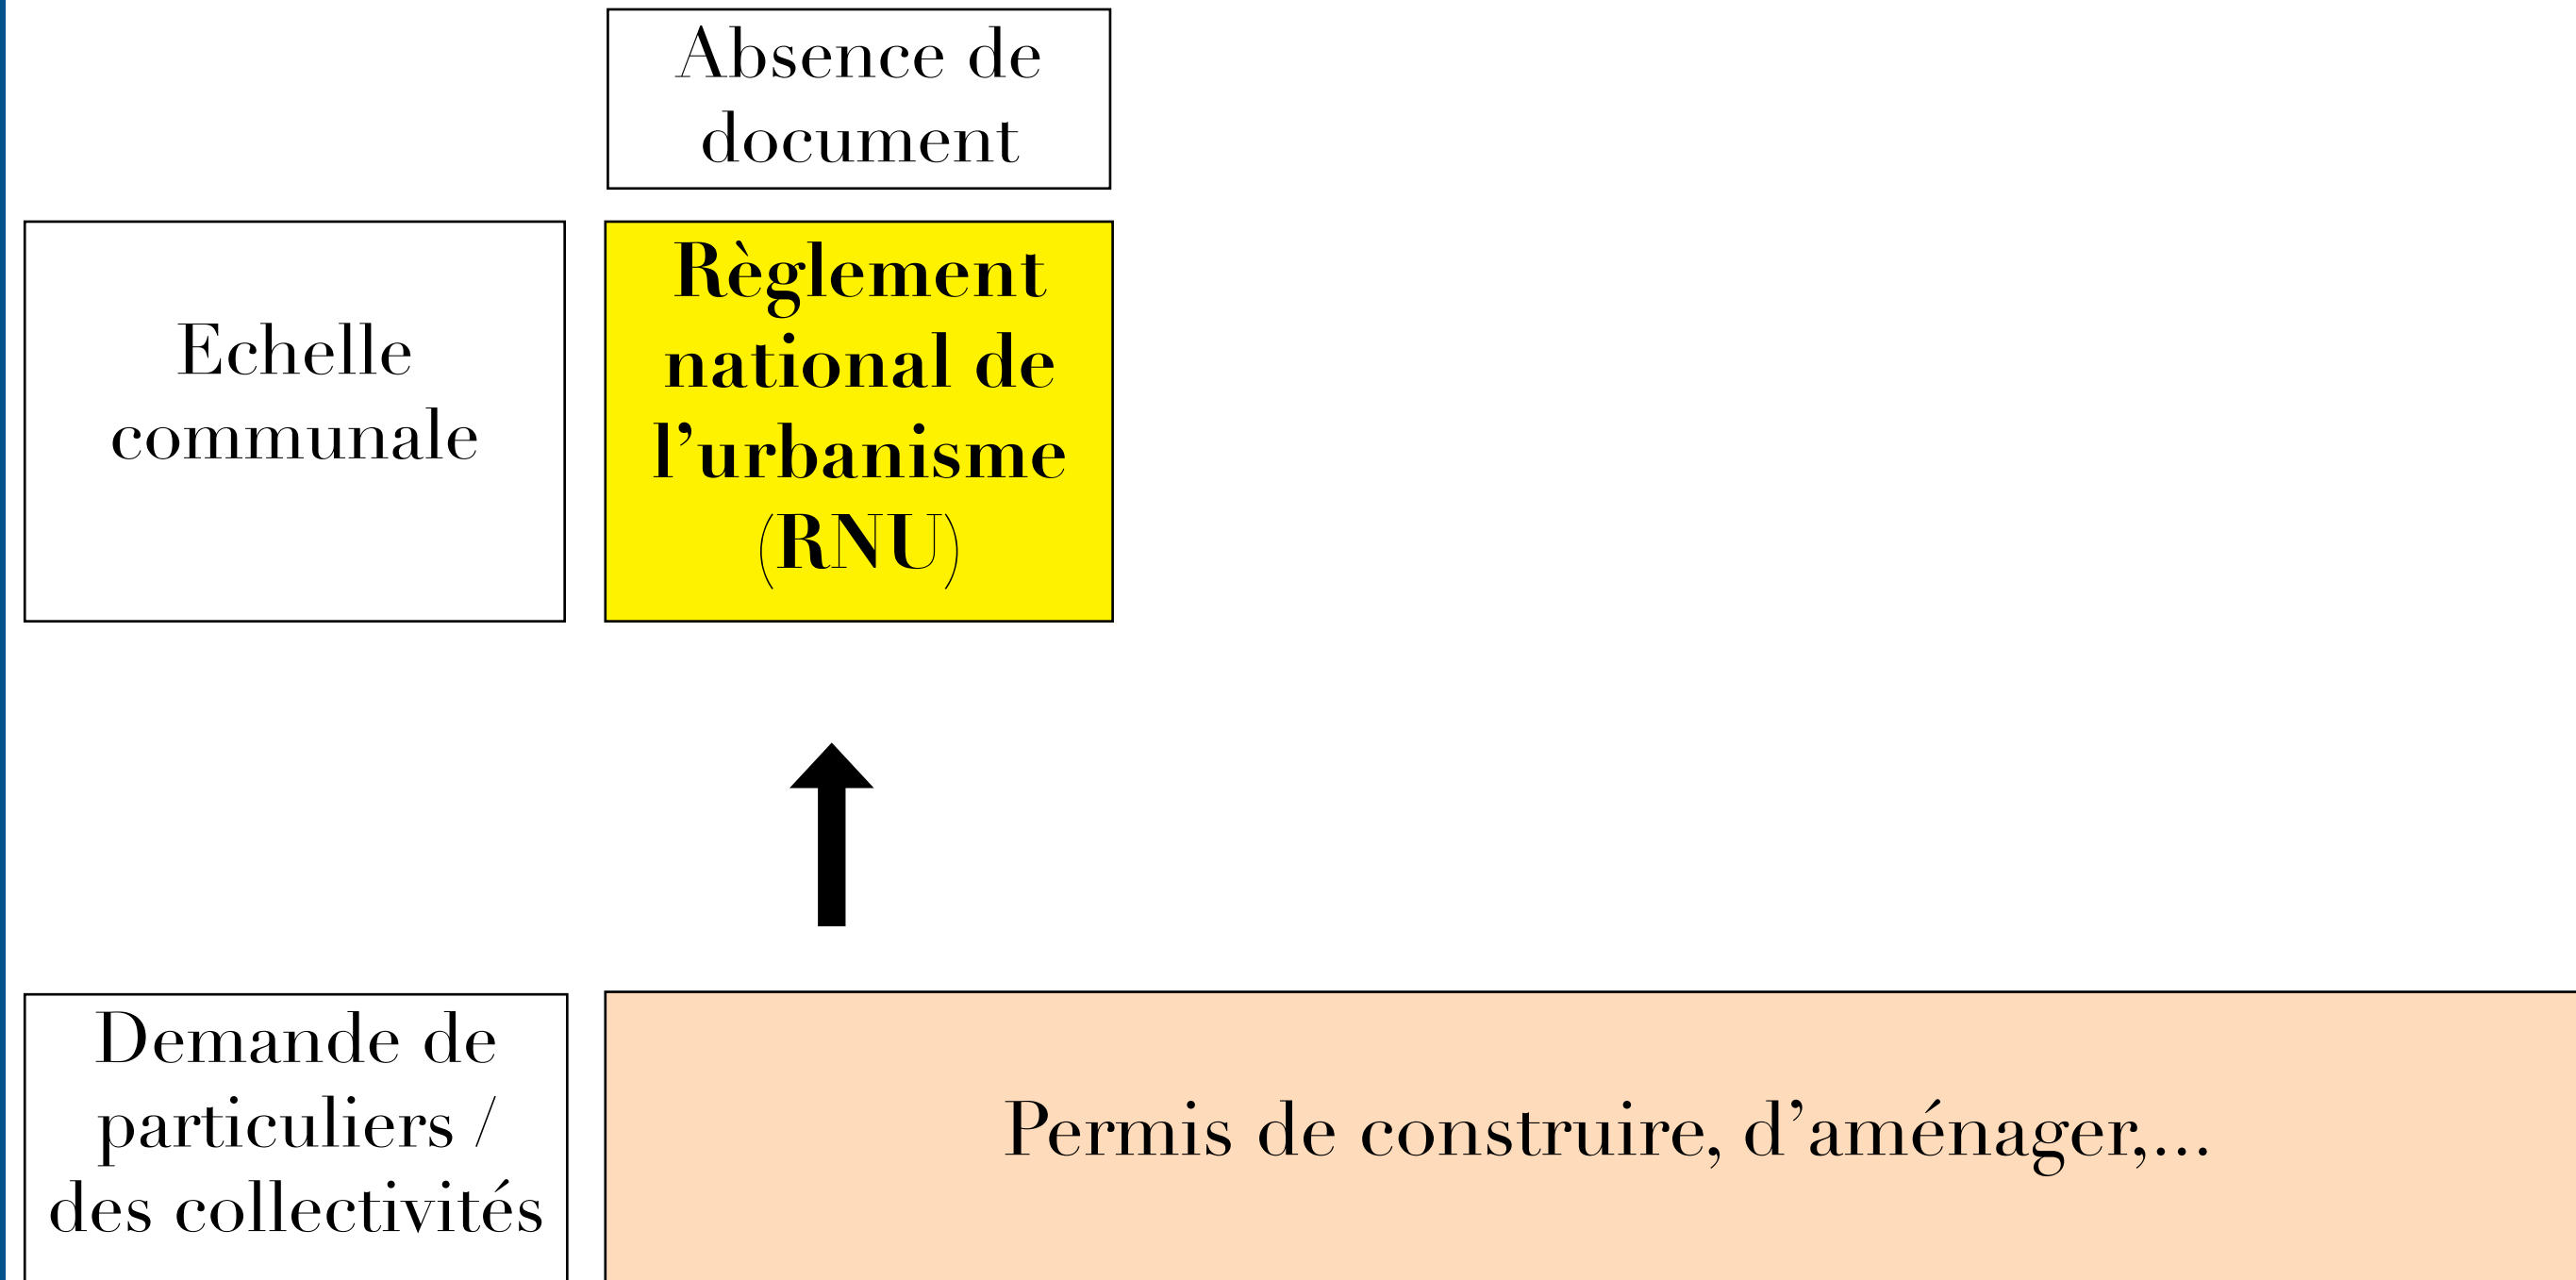 Absence de
document
Echelle
communale
Règlement
national de
l’urbanisme
(RNU)
Demande de
particuliers /
des collectivités
Permis de construire, d’aménager,...